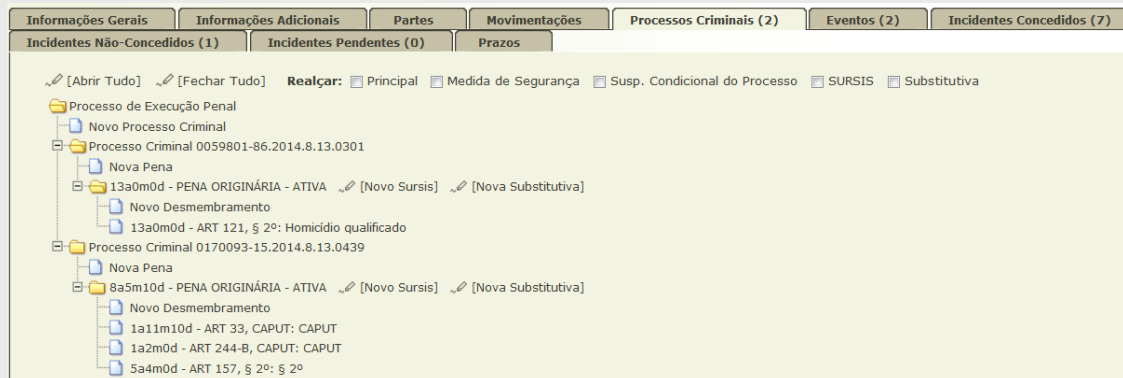 Informações Gerais Informações Adicionais Partes Movimentações Processos Criminais (2) Eventos (2) Incidentes Concedidos (7)
Incidentes Não-Concedidos (1) Incidentes Pendentes (0) Prazos
[Abrir Tudo] [Fechar Tudo] Realçar: Principal Medida de Segurança Susp. Condicional do Processo SURSIS Substitutiva
Processo de Execução Penal
Novo Processo Criminal
Processo Criminal 0059801-86.2014.8.13.0301
Nova Pena
13a0m0d - PENA ORIGINÁRIA - ATIVA [Novo Sursis] [Nova Substitutiva]
Novo Desmembramento
13a0m0d - ART 121, § 2º: Homicídio qualificado
Processo Criminal 0170093-15.2014.8.13.0439
Nova Pena
8a5m10d - PENA ORIGINÁRIA - ATIVA [Novo Sursis] [Nova Substitutiva]
Novo Desmembramento
1a11m10d - ART 33, CAPUT: CAPUT
1a2m0d - ART 244-B, CAPUT: CAPUT
5a4m0d - ART 157, § 2º: § 2º